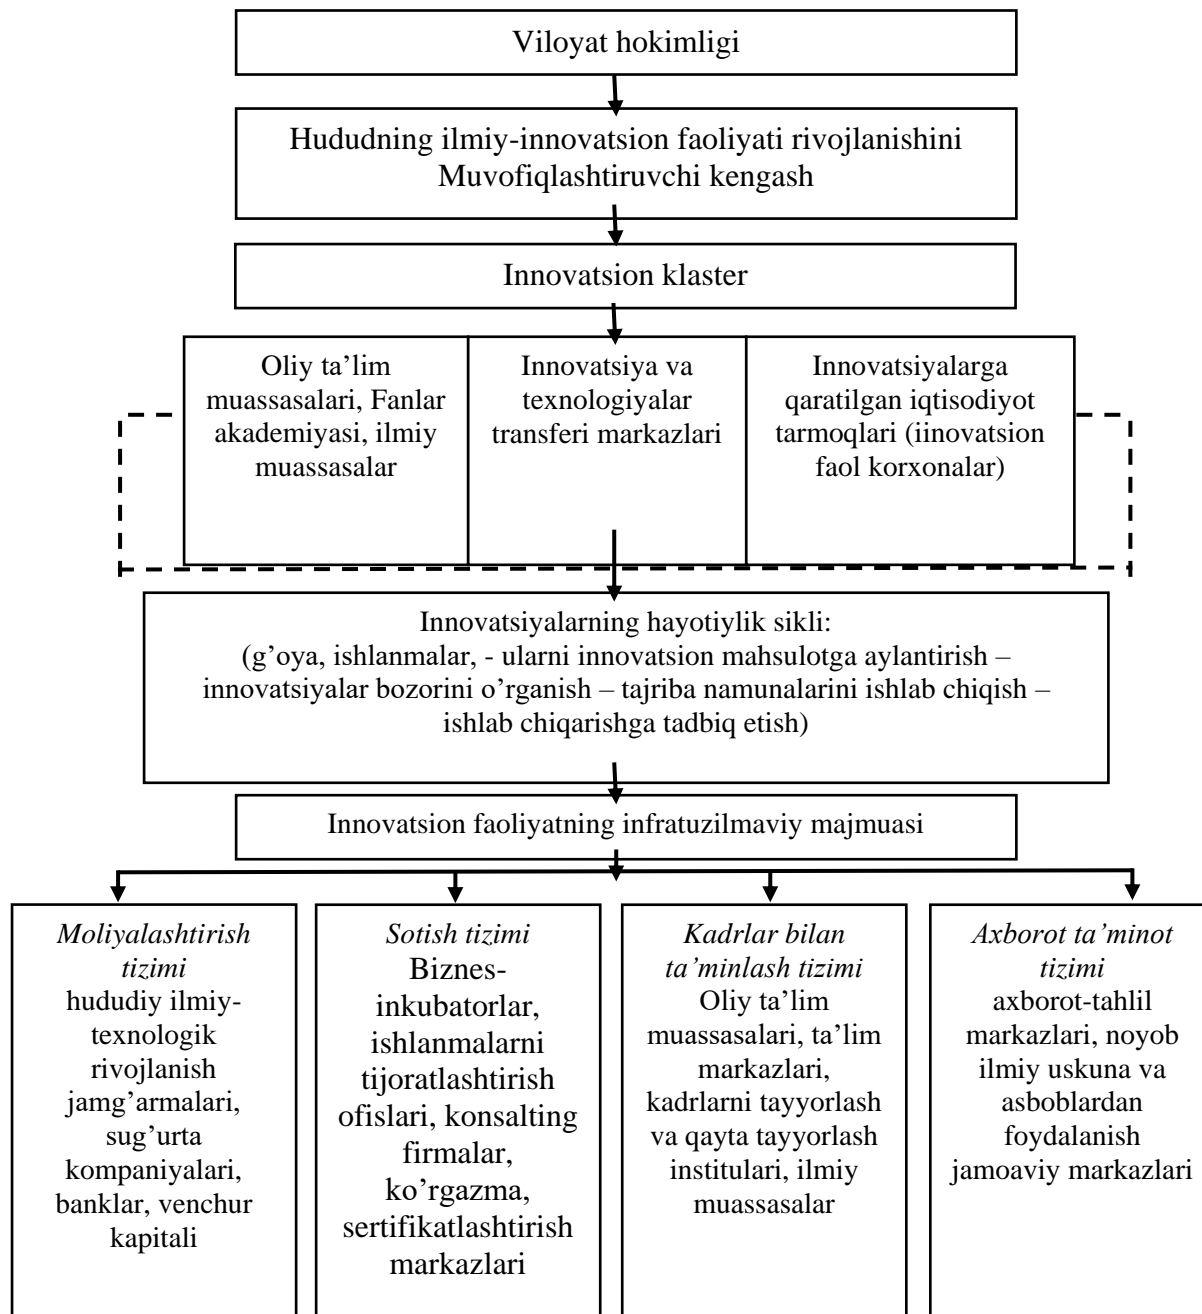 Viloyat hokimligi
Hududning ilmiy-innovatsion faoliyati rivojlanishini
Muvofiqlashtiruvchi kengash
Innovatsion klaster
Oliy ta’lim
muassasalari, Fanlar
akademiyasi, ilmiy
muassasalar
Innovatsiya va
texnologiyalar
transferi markazlari
Innovatsiyalarga
qaratilgan iqtisodiyot
tarmoqlari (iinovatsion
faol korxonalar)
Innovatsiyalarning hayotiylik sikli:
(g’oya, ishlanmalar, - ularni innovatsion mahsulotga aylantirish –
innovatsiyalar bozorini o’rganish – tajriba namunalarini ishlab chiqish –
ishlab chiqarishga tadbiq etish)
Innovatsion faoliyatning infratuzilmaviy majmuasi
Moliyalashtirish
tizimi
hududiy ilmiy-
texnologik
rivojlanish
jamg’armalari,
sug’urta
kompaniyalari,
banklar, venchur
kapitali
Sotish tizimi
Biznes-
inkubatorlar,
ishlanmalarni
tijoratlashtirish
ofislari, konsalting
firmalar,
ko’rgazma,
sertifikatlashtirish
markazlari
Kadrlar bilan
ta’minlash tizimi
Oliy ta’lim
muassasalari, ta’lim
markazlari,
kadrlarni tayyorlash
va qayta tayyorlash
institulari, ilmiy
muassasalar
Axborot ta’minot
tizimi
axborot-tahlil
markazlari, noyob
ilmiy uskuna va
asboblardan
foydalanish
jamoaviy markazlari